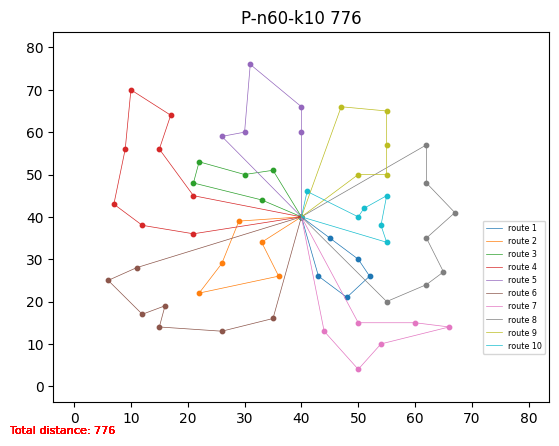 P-n60-k10 776
80
70
60
50
40
30
20
10
0
0 10 20 30 40 50 60 70 80
route 1
route 2
route 3
route 4
route 5
route 6
route 7
route 8
route 9
route 10
Total distance: 776